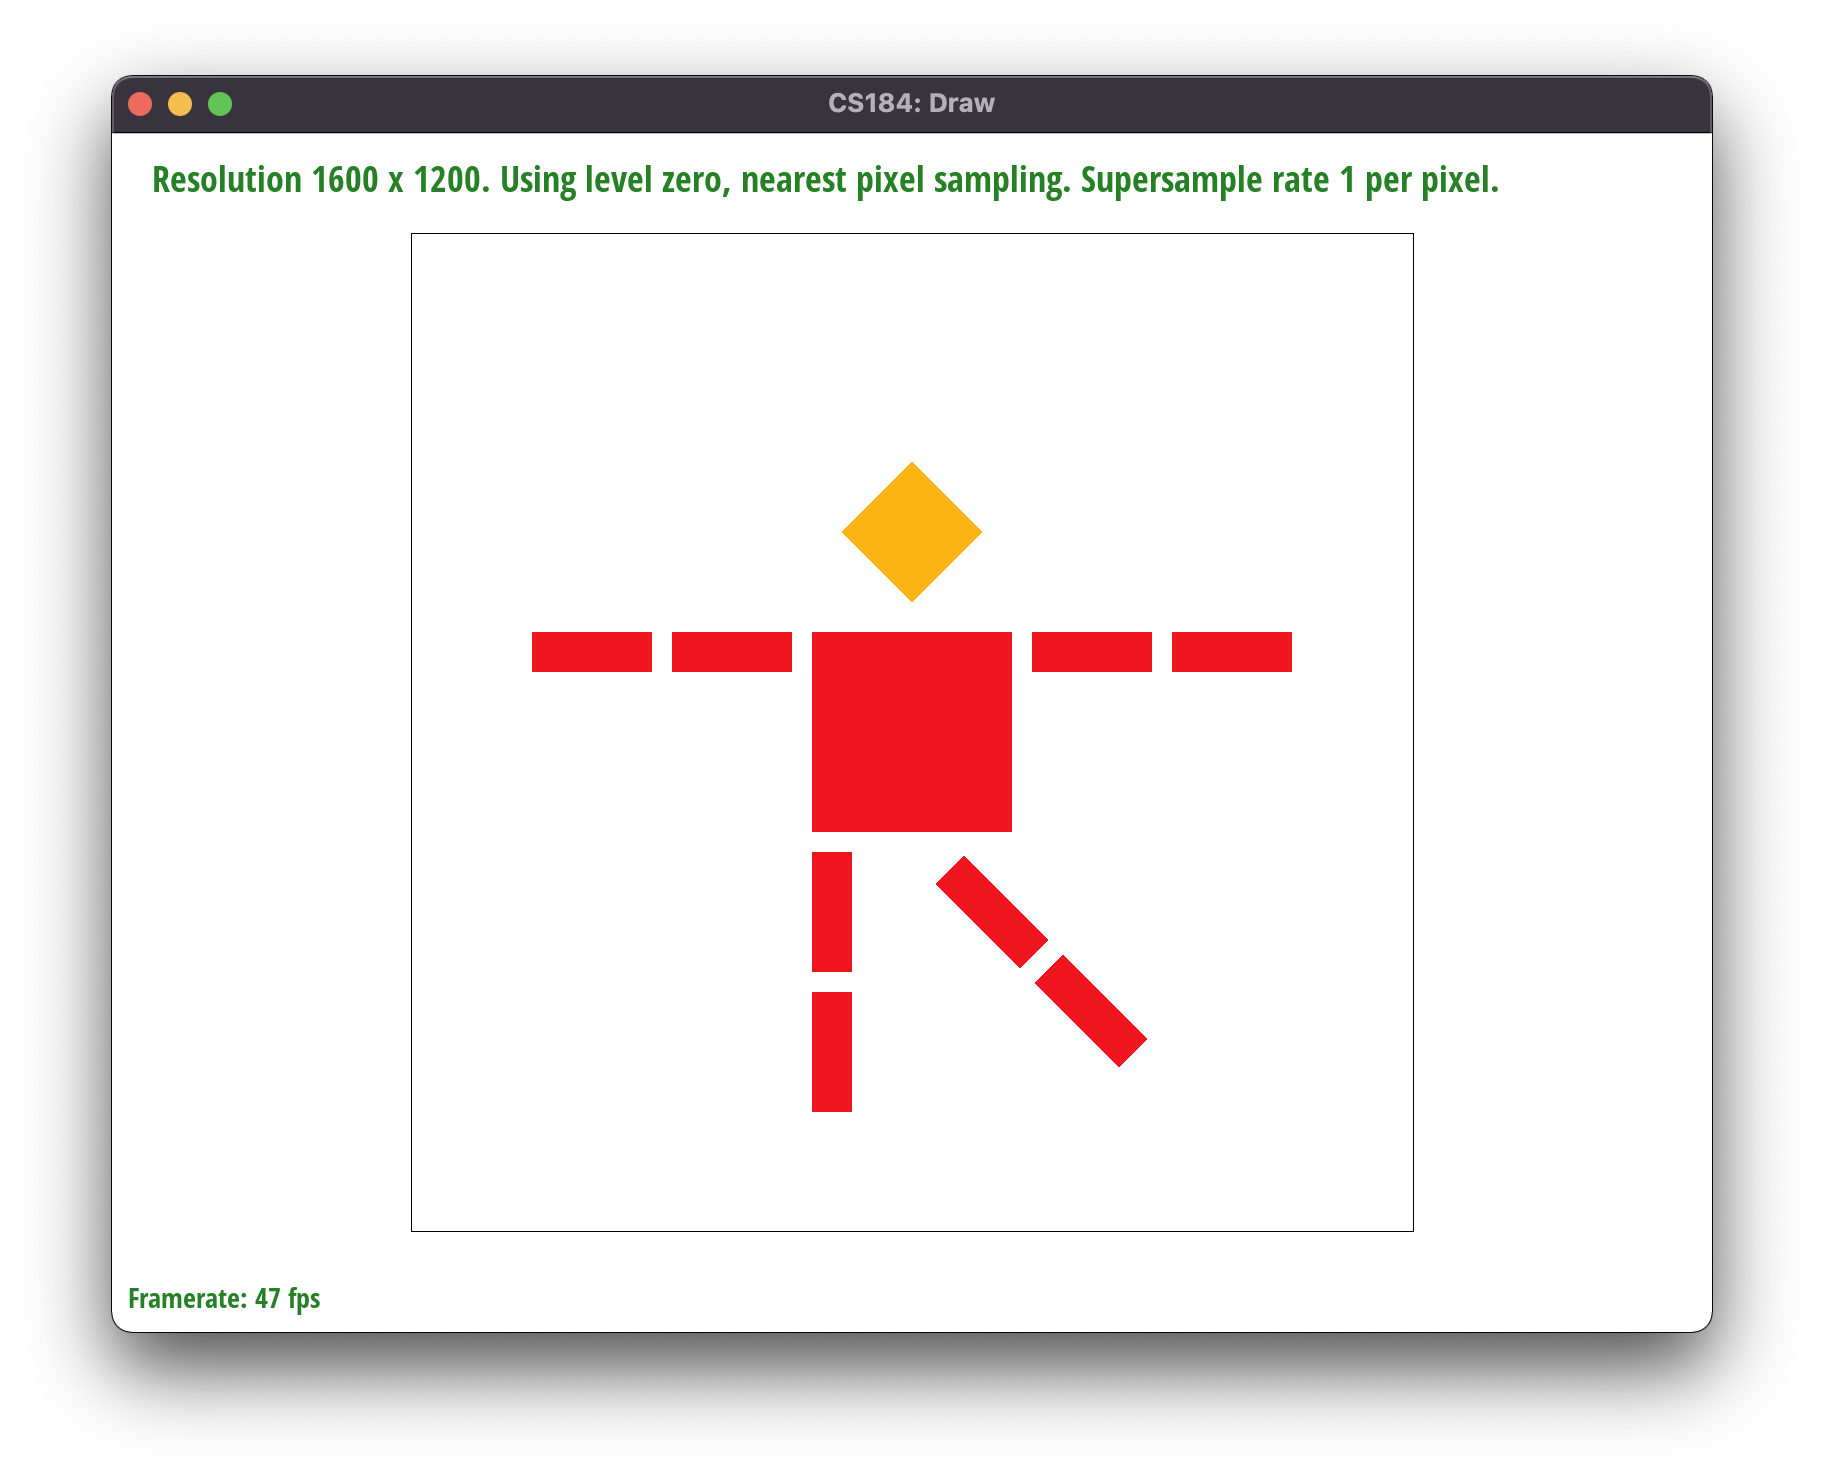 CS184: Draw
Resolution 1600 x 1200. Using level zero, nearest pixel sampling. Supersample rate 1 per pixel.
Framerate: 47 fps